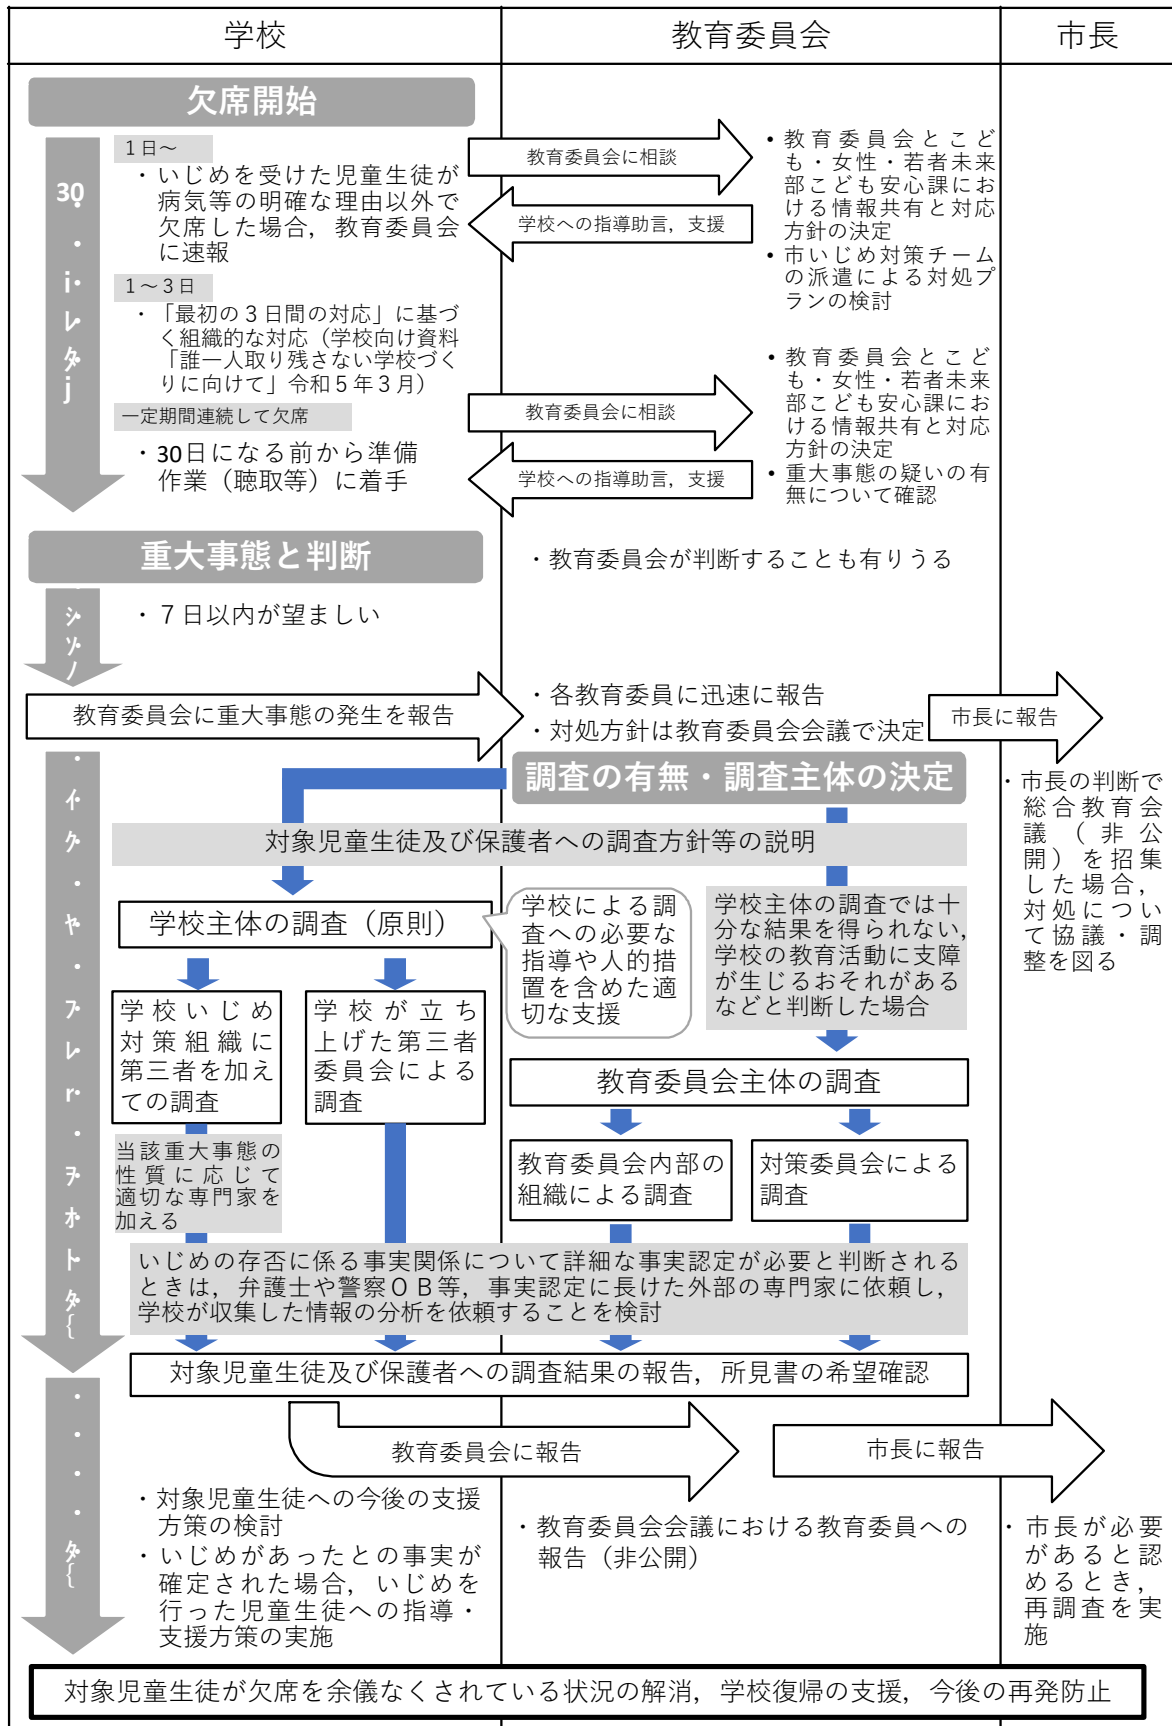 学校
教育委員会
市長
欠席開始
30
１日～
・いじめを受けた児童生徒が
病気等の明確な理由以外で
欠席した場合，教育委員会
に速報
教育委員会に相談
学校への指導助言，支援
• 教育委員会とこど
も・女性・若者未来
部こども安心課にお
ける情報共有と対応
方針の決定
• 市いじめ対策チーム
の派遣による対処プ
ランの検討
１～３日
・「最初の３日間の対応」に基づ
く組織的な対応（学校向け資料
「誰一人取り残さない学校づく
りに向けて」令和５年３月）
一定期間連続して欠席
・30日になる前から準備
作業（聴取等）に着手
教育委員会に相談
学校への指導助言，支援
• 教育委員会とこど
も・女性・若者未来
部こども安心課にお
ける情報共有と対応
方針の決定
• 重大事態の疑いの有
無について確認
重大事態と判断
・教育委員会が判断することも有りうる
・７日以内が望ましい
教育委員会に重大事態の発生を報告
・各教育委員に迅速に報告
・対処方針は教育委員会会議で決定
市長に報告
調査の有無・調査主体の決定
・市長の判断で
総合教育会
議（非公
開）を招集
した場合，
対処につい
て協議・調
整を図る
対象児童生徒及び保護者への調査方針等の説明
学校主体の調査（原則）
学校による調
査への必要な
指導や人的措
置を含めた適
切な支援
学校主体の調査では十
分な結果を得られない，
学校の教育活動に支障
が生じるおそれがある
などと判断した場合
学校いじめ
対策組織に
第三者を加え
ての調査
学校が立ち
上げた第三者
委員会による
調査
教育委員会主体の調査
当該重大事態の
性質に応じて
適切な専門家を
加える
教育委員会内部の
組織による調査
対策委員会による
調査
いじめの存否に係る事実関係について詳細な事実認定が必要と判断される
ときは，弁護士や警察ＯＢ等，事実認定に長けた外部の専門家に依頼し，
学校が収集した情報の分析を依頼することを検討
対象児童生徒及び保護者への調査結果の報告，所見書の希望確認
教育委員会に報告
市長に報告
・対象児童生徒への今後の支援
方策の検討
・いじめがあったとの事実が
確定された場合，いじめを
行った児童生徒への指導・
支援方策の実施
・教育委員会会議における教育委員への
報告（非公開）
・市長が必要
があると認
めるとき，
再調査を実
施
対象児童生徒が欠席を余儀なくされている状況の解消，学校復帰の支援，今後の再発防止